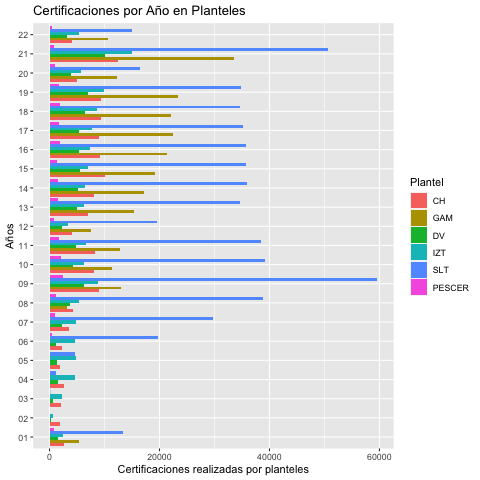 Certificaciones por Año en Planteles
22
21
20
19
18
17
16
15
14
13
12
11
10
09
08
07
06
05
04
03
02
01
Años
0
20000
40000
60000
Certificaciones realizadas por planteles
Plantel
CH
GAM
DV
IZT
SLT
PESCER